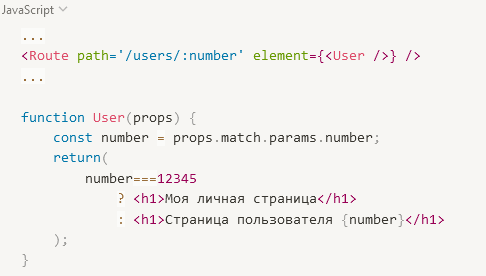 JavaScript
...
<Route path='/users/:number' element={<User />} />
...
function User(props) {
const number = props.match.params.number;
return(
number===12345
? <h1>Моя личная страница</h1>
: <h1>Страница пользователя {number}</h1>
);
}